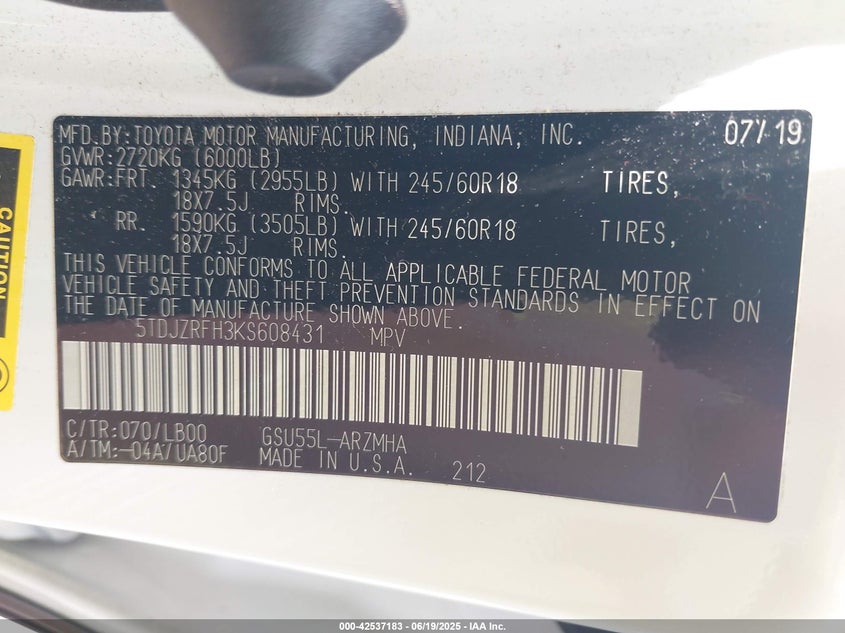 MFD.BY:TOYOTA MOTOR MANUFACTURING, INDIANA, INC. 07/19
GVWR:2720KG(6000LB)
GAWR:FRT. 1345KG (2955LB) WITH 245/60R18 TIRES,
18X7.5J RIMS.
RR. 1590KG (3505LB) WITH 245/60R18 TIRES,
18X7.5J RIMS.
THIS VEHICLE CONFORMS TO ALL APPLICABLE FEDERAL MOTOR
VEHICLE SAFETY AND THEFT PREVENTION STANDARDS IN EFFECT ON
THE DATE OF MANUFACTURE SHOWN ABOVE.
5TDJZRFH3KS608431 MPV
C/TR:070/LB00 GSU55L-ARZMHA
A/TM:-04A/UA80F MADE IN U.S.A. 212
A
CAUTION
000-42537183 - 06/19/2025 - IAA Inc.